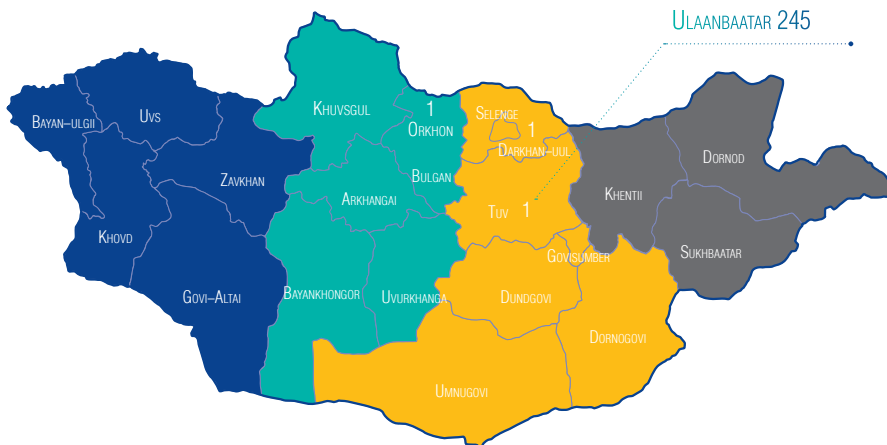 Ulaanbaatar 245
Bayan–ulgii
Uvs
Khuvsgul
1
Orkhon
Selenge
1
Darkhan–uul
Dornod
Zavkhan
Arkhangai
Bulgan
Khentii
Khovd
Tuv 1
Govisumber
Sukhbaatar
Govi–Altai
Bayankhongor
Uvurkhanga
Dundgovi
Dornogovi
Umnugovi